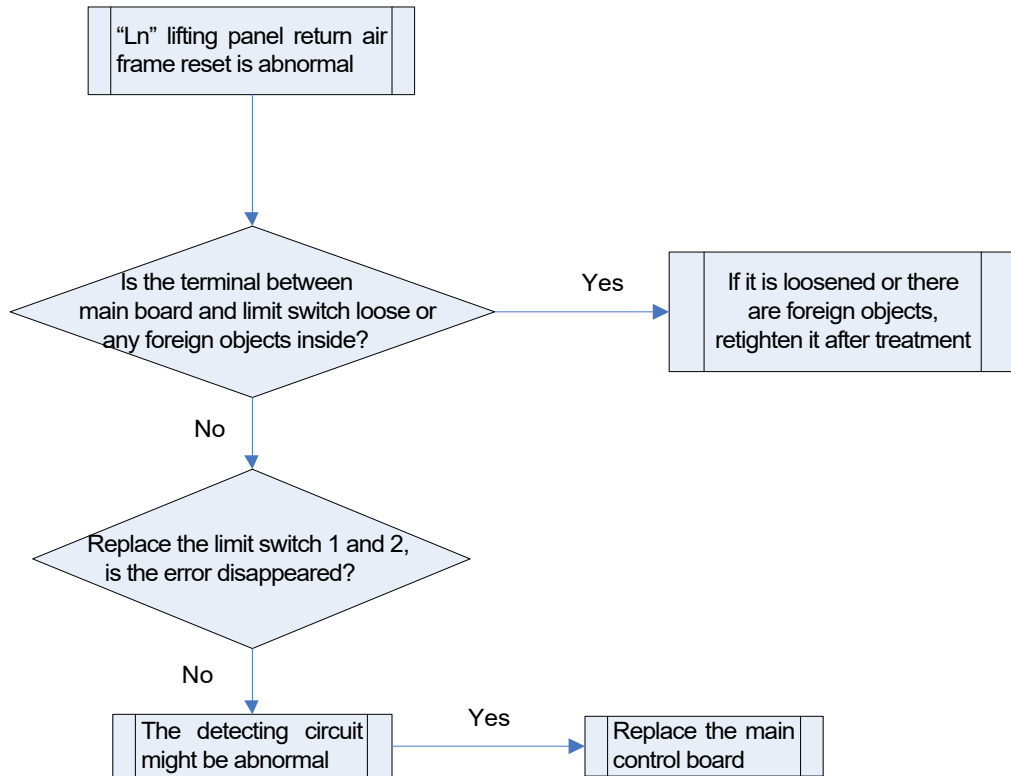 “Ln” lifting panel return air
frame reset is abnormal
Is the terminal between
main board and limit switch loose or
any foreign objects inside?
Yes
If it is loosened or there
are foreign objects,
retighten it after treatment
No
Replace the limit switch 1 and 2,
is the error disappeared?
No
The detecting circuit
might be abnormal
Yes
Replace the main
control board